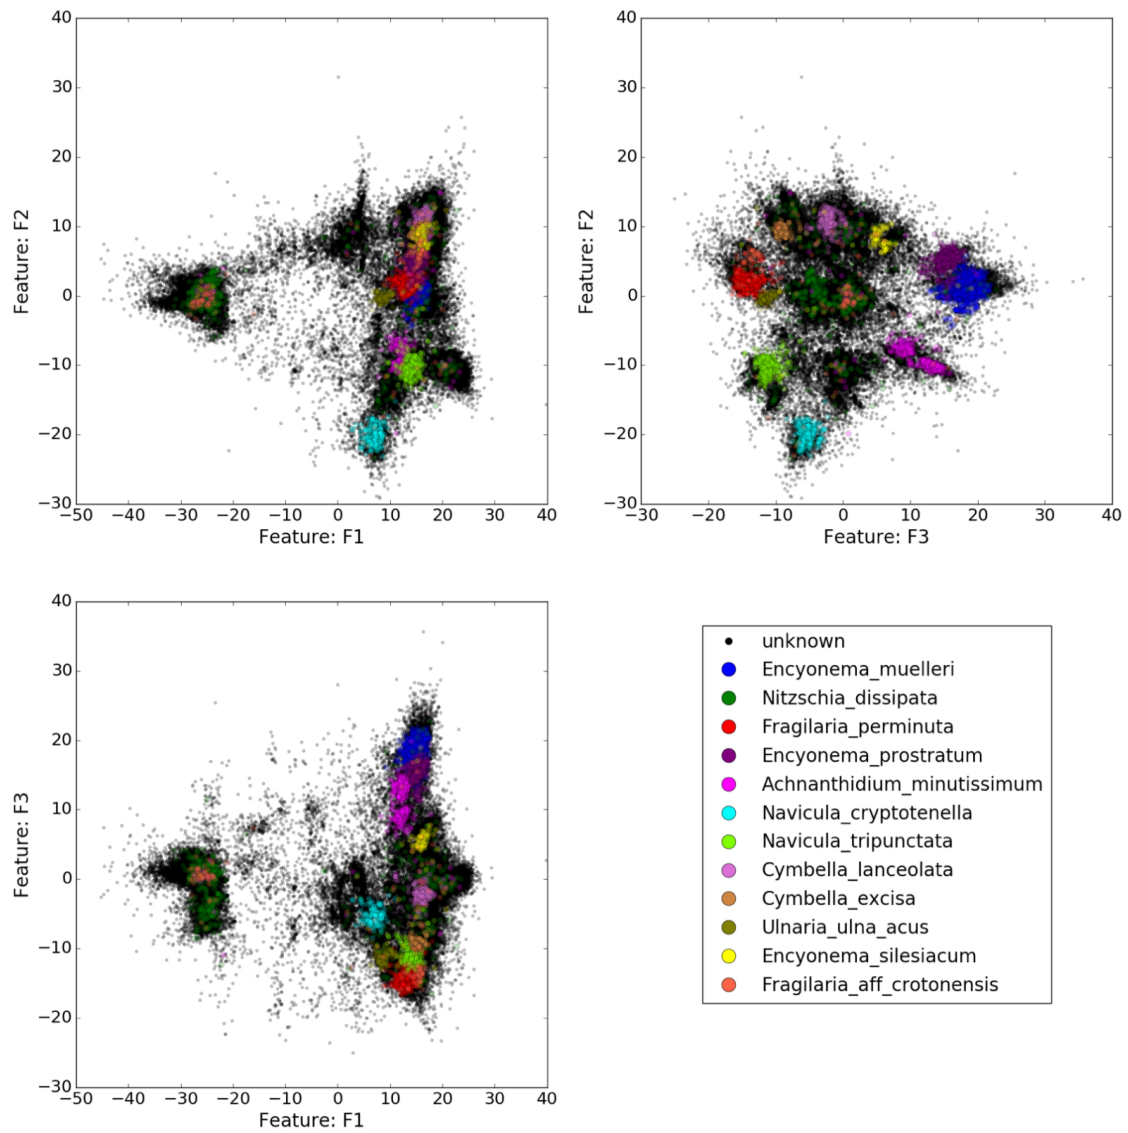 40
30
20
10
0
−10
−20
−30
Feature: F2
−50 −40 −30 −20 −10 0 10 20 30 40
Feature: F1
40
30
20
10
0
−10
−20
−30
Feature: F2
−30 −20 −10 0 10 20 30 40
Feature: F3
40
30
20
10
0
−10
−20
−30
Feature: F3
−50 −40 −30 −20 −10 0 10 20 30 40
Feature: F1
unknown
Encyonema_muelleri
Nitzschia_dissipata
Fragilaria_perminuta
Encyonema_prostratum
Achnanthidium_minutissimum
Navicula_cryptotenella
Navicula_tripunctata
Cymbella_lanceolata
Cymbella_excisa
Ulnaria_ulna_acus
Encyonema_silesiacum
Fragilaria_aff_crotonensis